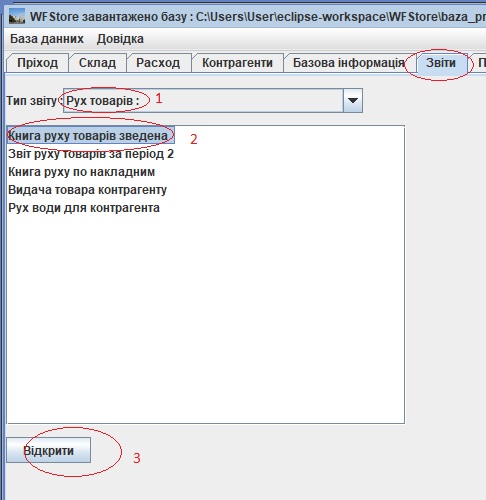 WFStore завантажено базу : C:\Users\User\eclipse-workspace\WFStore\baza_pr
База данних Довідка
Пріход Склад Расход Контрагенти Базова інформація Звіти П
Тип звіту: Рух товарів : 1
Книга руху товарів зведена 2
Звіт руху товарів за період 2
Книга руху по накладним
Видача товара контрагенту
Рух води для контрагента
Відкрити 3